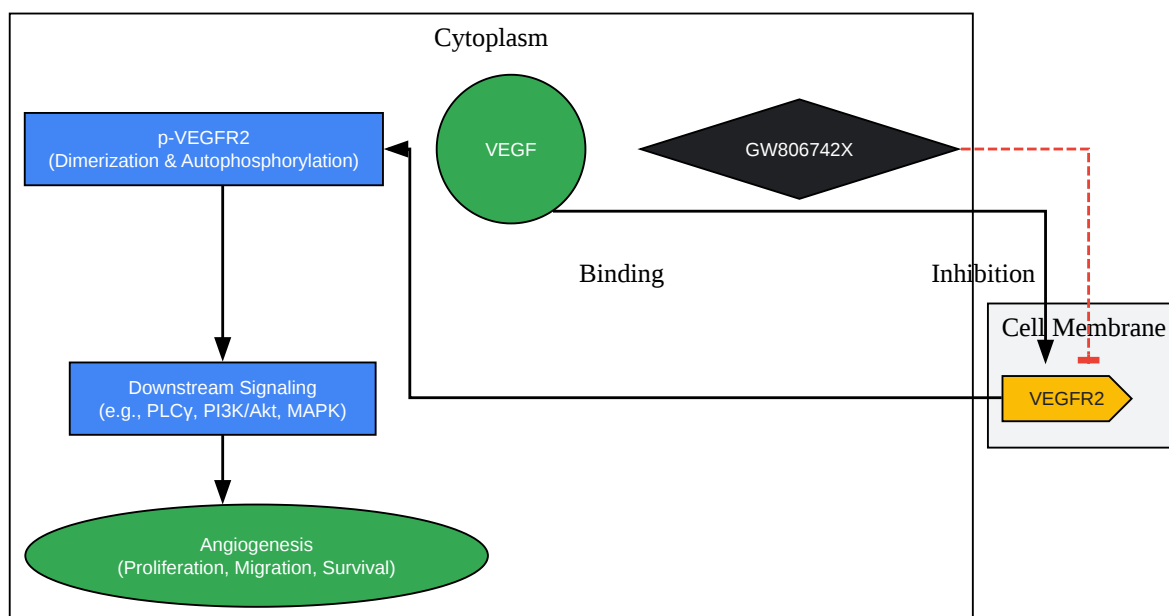 Cytoplasm
p-VEGFR2
(Dimerization & Autophosphorylation)
VEGF
GW806742X
Binding
Inhibition
Cell Membrane
VEGFR2
Downstream Signaling
(e.g., PLCγ, PI3K/Akt, MAPK)
Angiogenesis
(Proliferation, Migration, Survival)